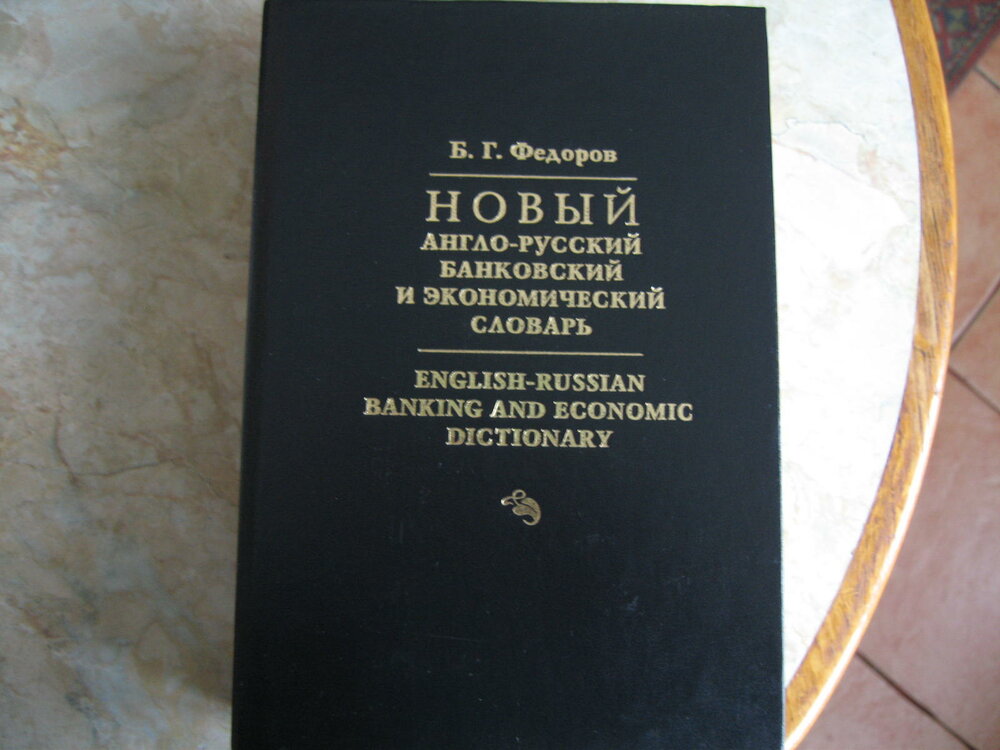 Б. Г. Федоров
НОВЫЙ
АНГЛО-РУССКИЙ
БАНКОВСКИЙ
И ЭКОНОМИЧЕСКИЙ
СЛОВАРЬ
ENGLISH-RUSSIAN
BANKING AND ECONOMIC
DICTIONARY